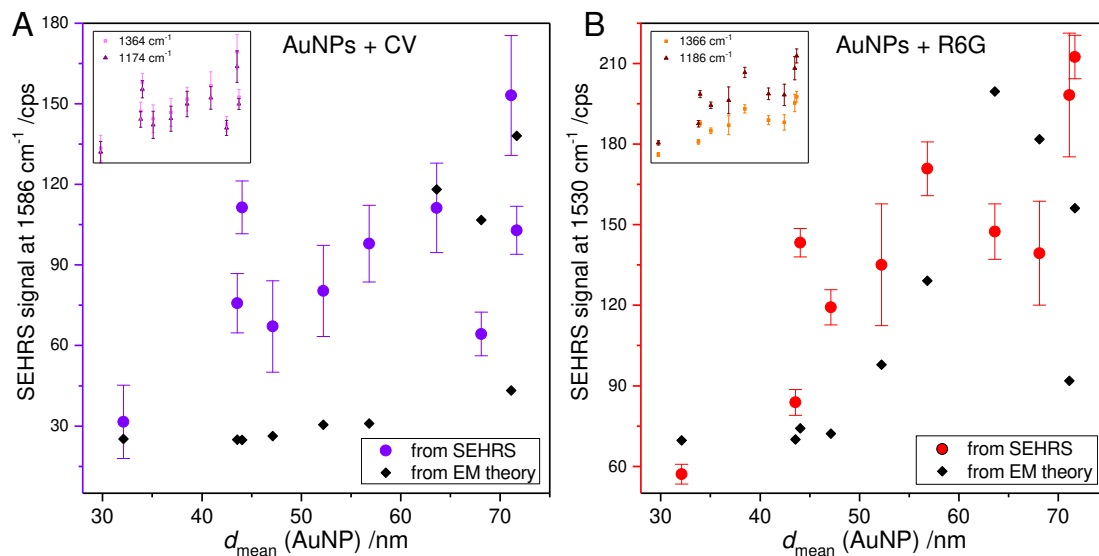 A
AuNPs + CV
1364 cm⁻¹
1174 cm⁻¹
SEHRS signal at 1586 cm⁻¹ /cps
180
150
120
90
60
30
from SEHRS
from EM theory
30 40 50 60 70
d_mean (AuNP) /nm
B
AuNPs + R6G
1366 cm⁻¹
1186 cm⁻¹
SEHRS signal at 1530 cm⁻¹ /cps
210
180
150
120
90
60
from SEHRS
from EM theory
30 40 50 60 70
d_mean (AuNP) /nm